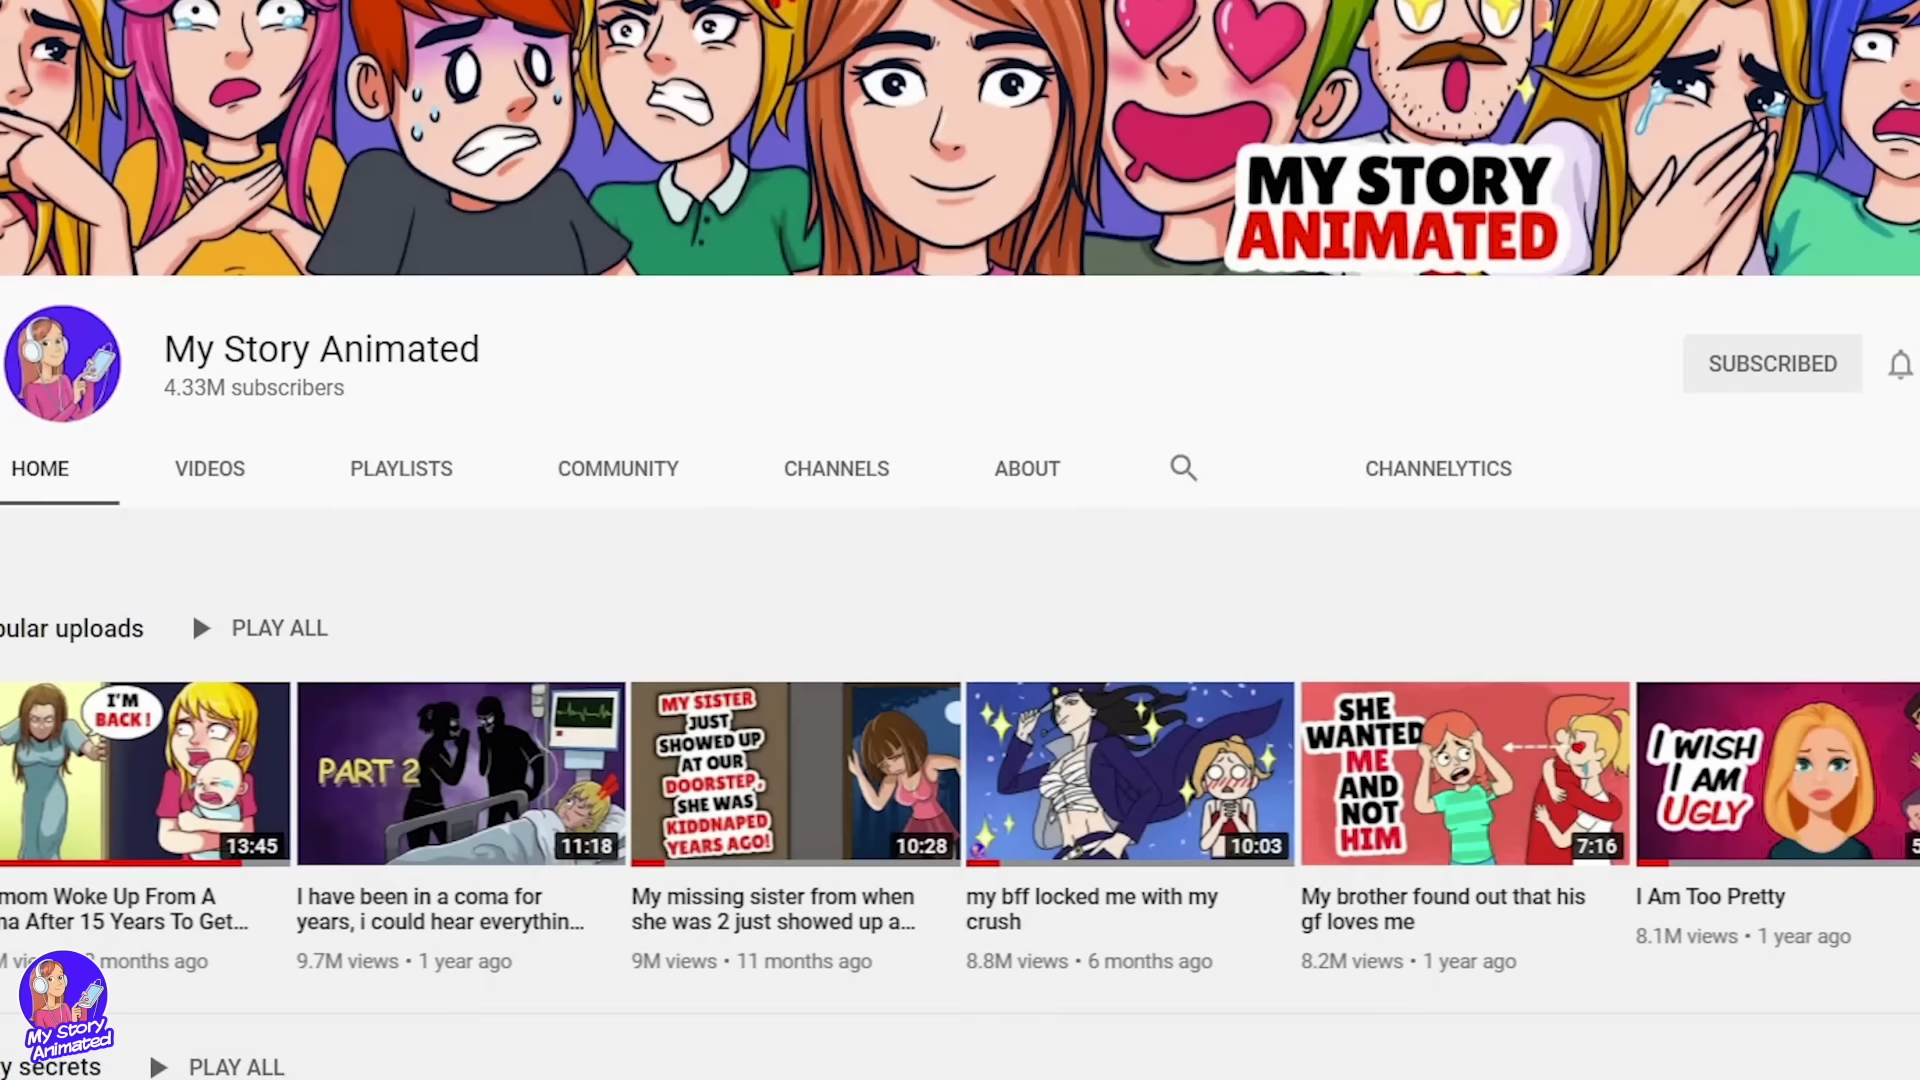 MY STORY
ANIMATED
My Story Animated
4.33M subscribers
SUBSCRIBED
HOME VIDEOS PLAYLISTS COMMUNITY CHANNELS ABOUT CHANNELYTICS
pular uploads PLAY ALL
I'M
BACK!
13:45
PART 2
11:18
MY SISTER
JUST
SHOWED UP
AT OUR
DOORSTEP,
SHE WAS
KIDDNAPED
YEARS AGO!
10:28
10:03
SHE
WANTED
ME
AND
NOT
HIM
7:16
I WISH
I AM
UGLY
5
mom Woke Up From A
na After 15 Years To Get...
months ago
I have been in a coma for
years, i could hear everythin...
9.7M views • 1 year ago
My missing sister from when
she was 2 just showed up a...
9M views • 11 months ago
my bff locked me with my
crush
8.8M views • 6 months ago
My brother found out that his
gf loves me
8.2M views • 1 year ago
I Am Too Pretty
8.1M views • 1 year ago
My Story
Animated
y secrets PLAY ALL